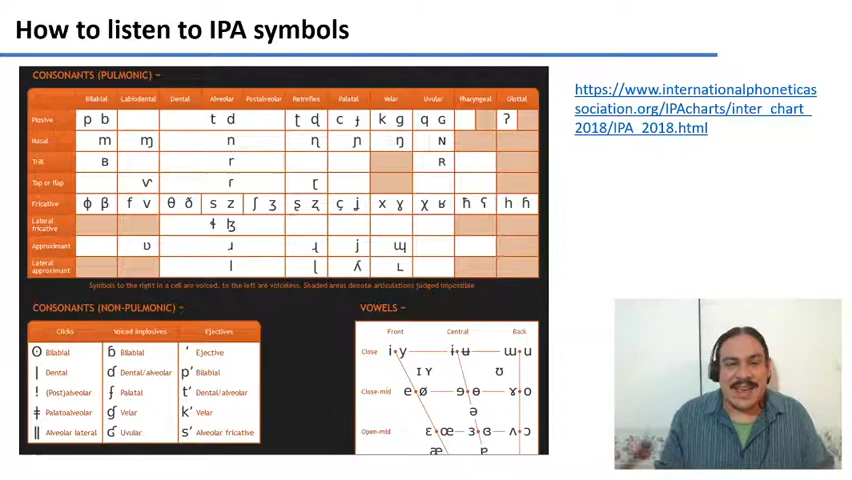 How to listen to IPA symbols
CONSONANTS (PULMONIC) –
Bilabial Labiodental Dental Alveolar Postalveolar Retroflex Palatal Velar Uvular Pharyngeal Glottal
Plosive p b t d ʈ ɖ c ɟ k ɡ q ɢ ʔ
Nasal m ɱ n ɳ ɲ ŋ ɴ
Trill ʙ r ʀ
Tap or flap ⱱ ɾ ɽ
Fricative ɸ β f v θ ð s z ʃ ʒ ʂ ʐ ç ʝ x ɣ χ ʁ ħ ʕ h ɦ
Lateral
fricative ɬ ɮ
Approximant ʋ ɹ ɻ j ɰ
Lateral
approximant l ɭ ʎ ʟ
Symbols to the right in a cell are voiced, to the left are voiceless. Shaded areas denote articulations judged impossible
CONSONANTS (NON-PULMONIC) –
Clicks Voiced implosives Ejectives
ʘ Bilabial ɓ Bilabial ʼ Ejective
ǀ Dental ɗ Dental/alveolar pʼ Bilabial
ǃ (Post)alveolar ʄ Palatal tʼ Dental/alveolar
ǂ Palatoalveolar ɠ Velar kʼ Velar
ǁ Alveolar lateral ʛ Uvular sʼ Alveolar fricative
VOWELS –
Front Central Back
Close i y ɨ ʉ ɯ u
ɪ ʏ ʊ
Close-mid e ø ɘ ɵ ɤ o
ə
Open-mid ɛ œ ɜ ɞ ʌ ɔ
æ ɐ
https://www.internationalphoneticas
sociation.org/IPAcharts/inter_chart_
2018/IPA_2018.html